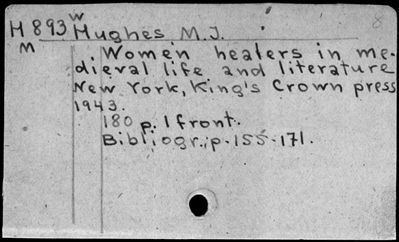 H 893 w Hughes M.J. 8
M
Women healers in me-
dieval life and literature
New York, King's Crown press
1943.
180 p. 1 front.
Bibliogr.: p. 155-171.